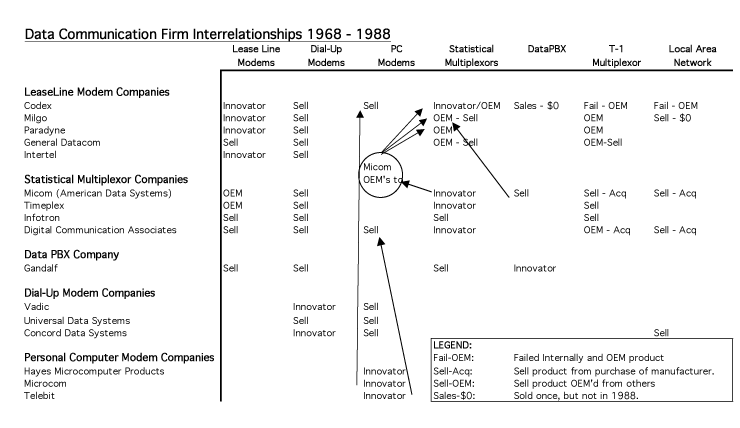 Data Communication Firm Interrelationships 1968 - 1988
Lease Line Modems Dial-Up Modems PC Modems Statistical Multiplexors DataPBX T-1 Multiplexor Local Area Network
LeaseLine Modem Companies
Codex Innovator Sell Sell Innovator/OEM Sales - $0 Fail - OEM Fail - OEM
Milgo Innovator Sell OEM - Sell OEM Sell - $0
Paradyne Innovator Sell OEM OEM
General Datacom Sell Sell OEM - Sell OEM-Sell
Intertel Innovator Sell
Micom
OEM's to
Statistical Multiplexor Companies
Micom (American Data Systems) OEM Sell Innovator Sell Sell - Acq Sell - Acq
Timeplex OEM Sell Innovator Sell
Infotron Sell Sell Sell Sell
Digital Communication Associates Sell Sell Sell Innovator OEM - Acq Sell - Acq
Data PBX Company
Gandalf Sell Sell Sell Innovator
Dial-Up Modem Companies
Vadic Innovator Sell
Universal Data Systems Sell Sell
Concord Data Systems Innovator Sell Sell
Personal Computer Modem Companies
Hayes Microcomputer Products Innovator
Microcom Innovator
Telebit Innovator
LEGEND:
Fail-OEM: Failed Internally and OEM product
Sell-Acq: Sell product from purchase of manufacturer.
Sell-OEM: Sell product OEM'd from others
Sales-$0: Sold once, but not in 1988.